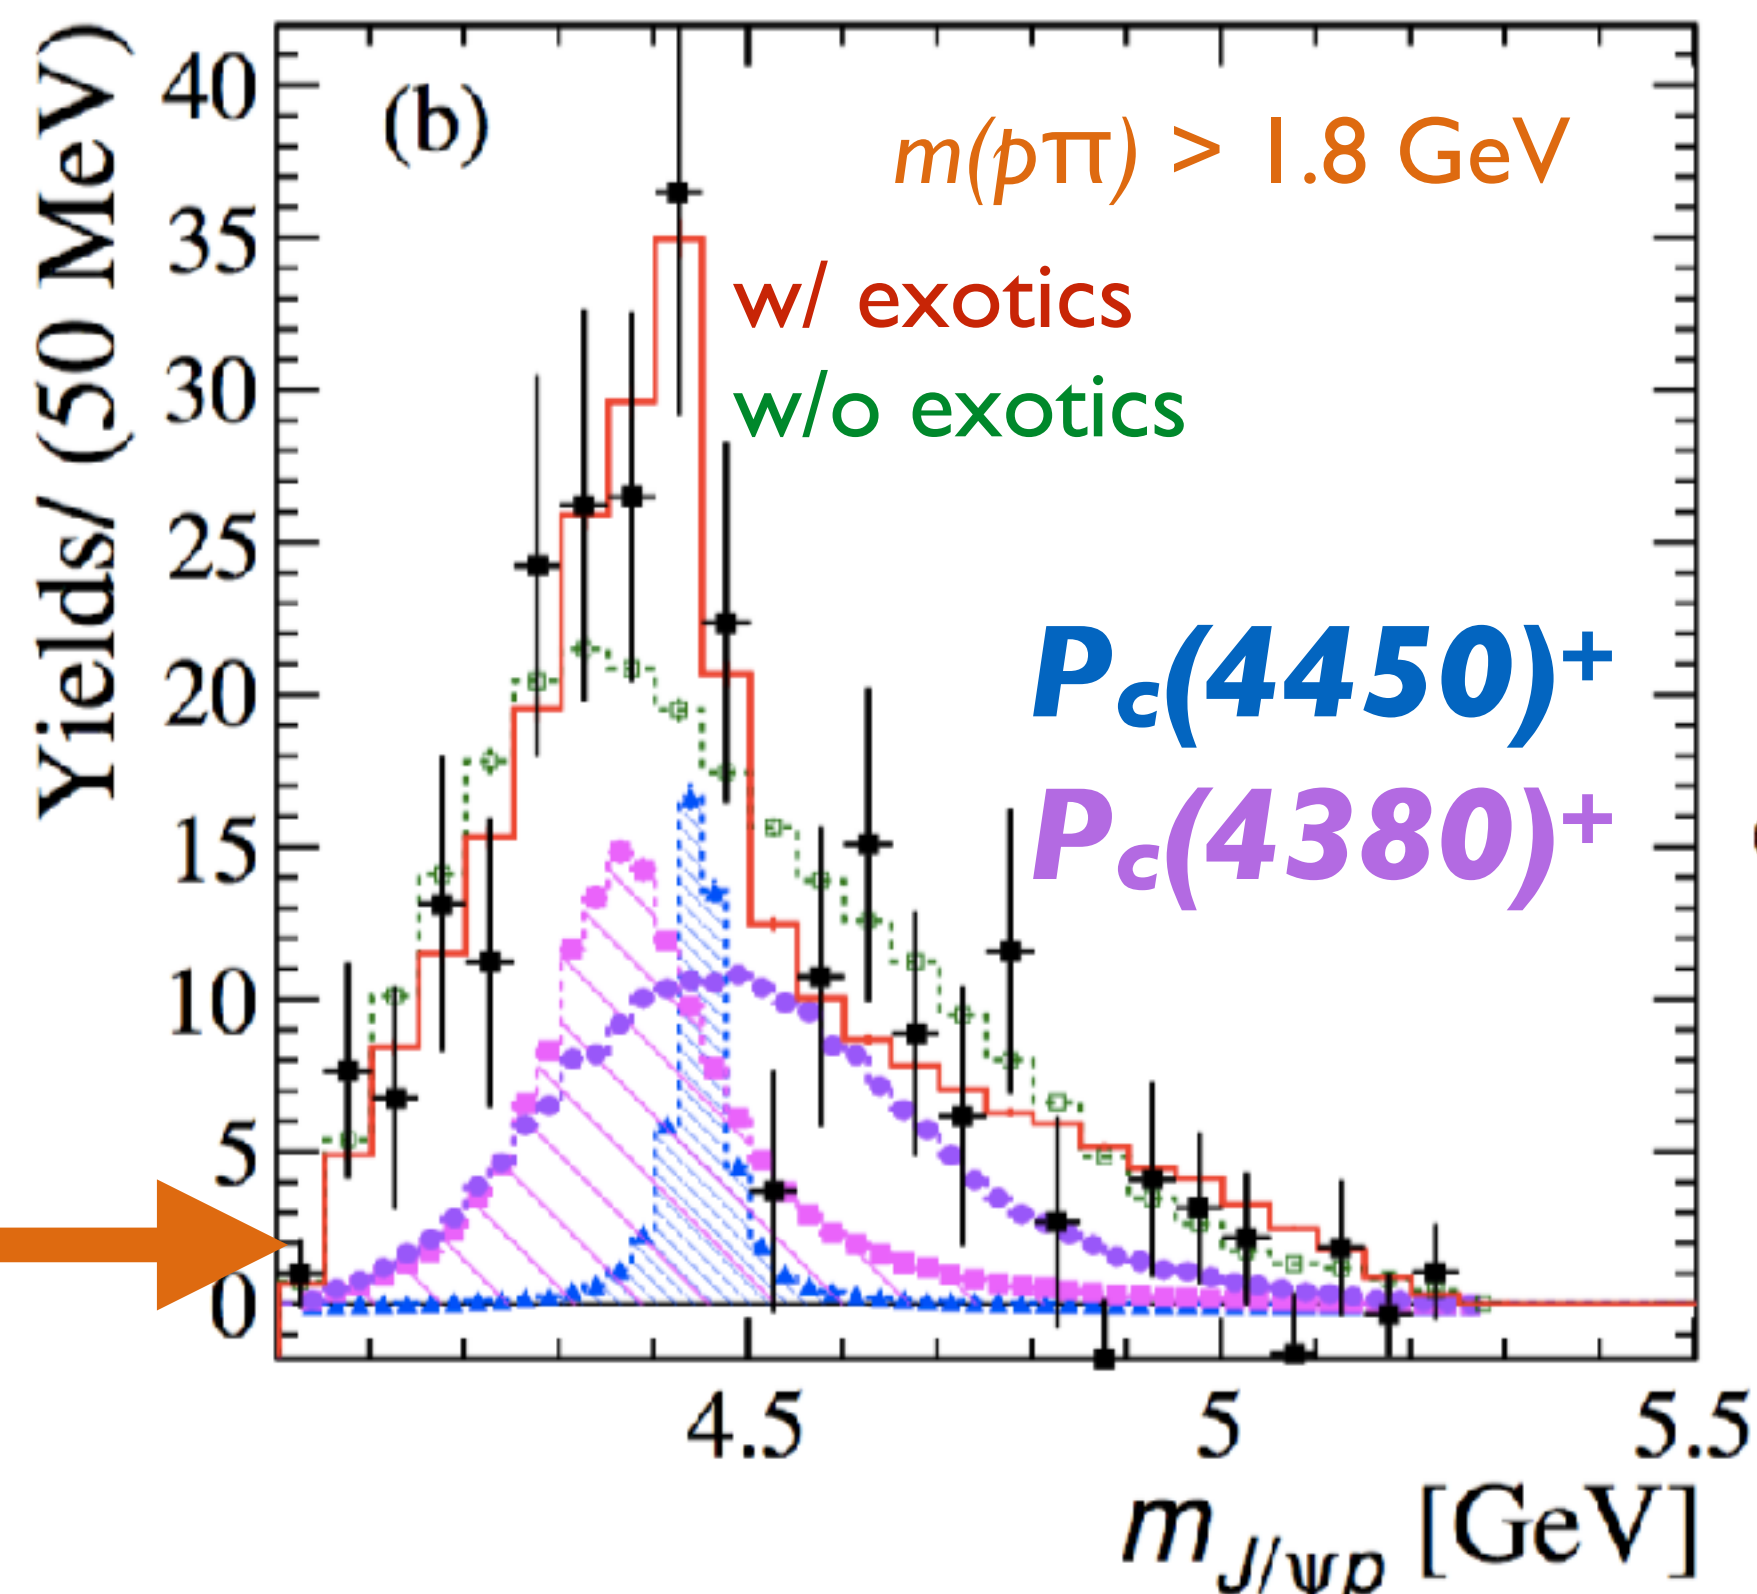 Yields/ (50 MeV)
40
35
30
25
20
15
10
5
0
(b)
m(pπ) > 1.8 GeV
w/ exotics
w/o exotics
Pc(4450)+
Pc(4380)+
4.5
5
5.5
mJ/ψp [GeV]